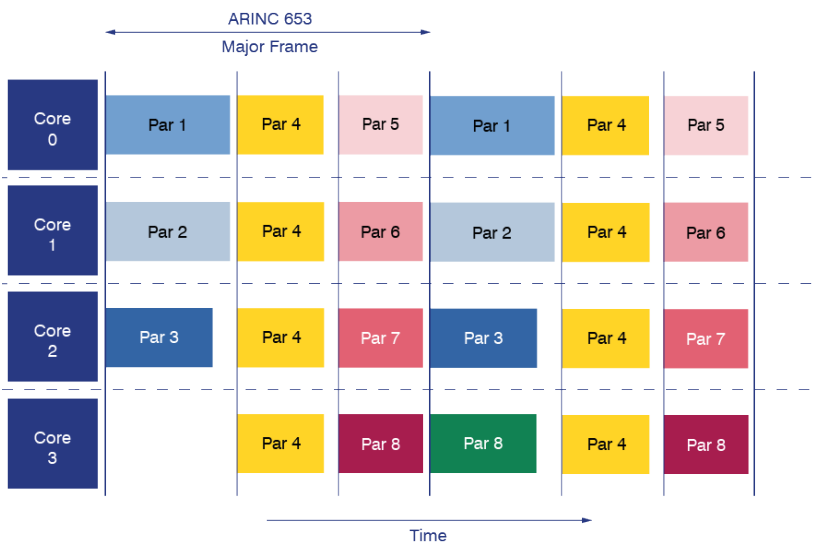 ARINC 653
Major Frame
Core
0
Par 1
Par 4
Par 5
Par 1
Par 4
Par 5
Core
1
Par 2
Par 4
Par 6
Par 2
Par 4
Par 6
Core
2
Par 3
Par 4
Par 7
Par 3
Par 4
Par 7
Core
3
Par 4
Par 8
Par 8
Par 4
Par 8
Time